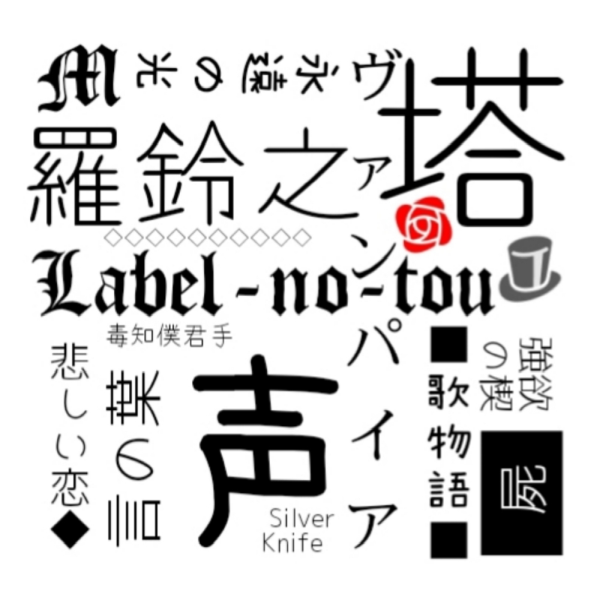 M
永遠の光
ヴァンパイア
塔
羅鈴之
◇◇◇◇◇◇◇◇◇◇
Label-no-tou
毒知僕君手
悲しい恋◆
言の葉
声
Silver
Knife
■歌物語■
強欲
の楔
屍